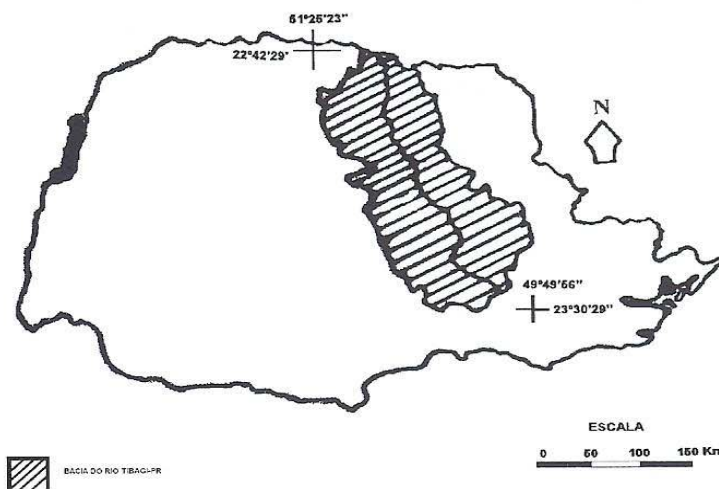 51°25'23"
22°42'29'
N
49°49'56"
23°30'29"
ESCALA
0 50 100 150 Km
BACIA DO RIO TIBAGI-PR